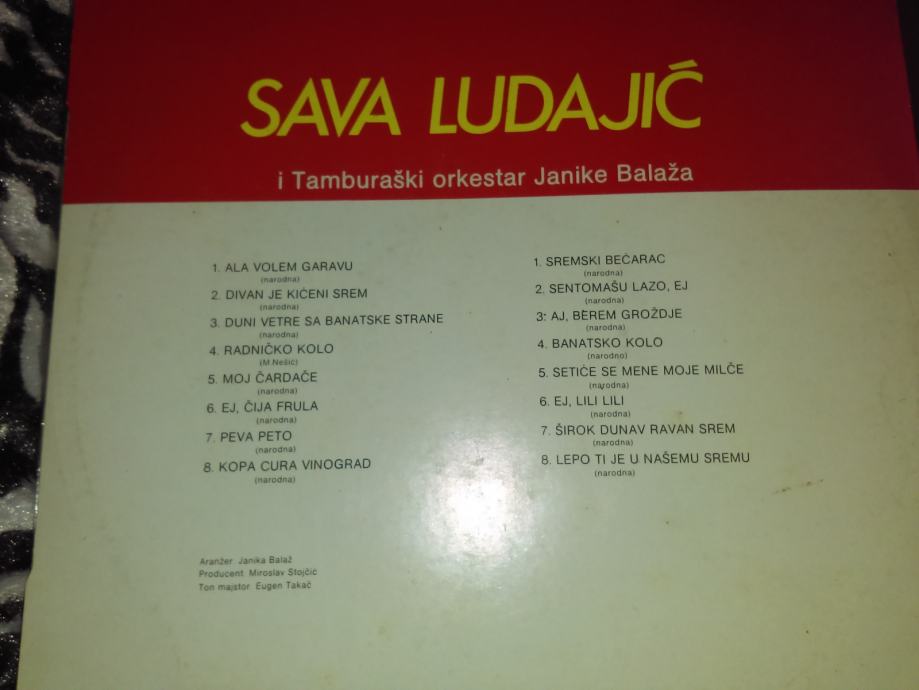 SAVA LUDAJIĆ
i Tamburaški orkestar Janike Balaža
1. ALA VOLEM GARAVU
(narodna)
2. DIVAN JE KIĆENI SREM
(narodna)
3. DUNI VETRE SA BANATSKE STRANE
(narodna)
4. RADNIČKO KOLO
(M.Nešić)
5. MOJ ČARDAČE
(narodna)
6. EJ, ČIJA FRULA
(narodna)
7. PEVA PETO
(narodna)
8. KOPA CURA VINOGRAD
(narodna)
1. SREMSKI BEĆARAC
(narodna)
2. SENTOMAŠU LAZO, EJ
(narodna)
3. AJ, BEREM GROŽDJE
(narodna)
4. BANATSKO KOLO
(narodno)
5. SETIĆE SE MENE MOJE MILČE
(narodna)
6. EJ, LILI LILI
(narodna)
7. ŠIROK DUNAV RAVAN SREM
(narodna)
8. LEPO TI JE U NAŠEMU SREMU
(narodna)
Aranžer Janika Balaž
Producent Miroslav Stojčić
Ton majstor Eugen Takač